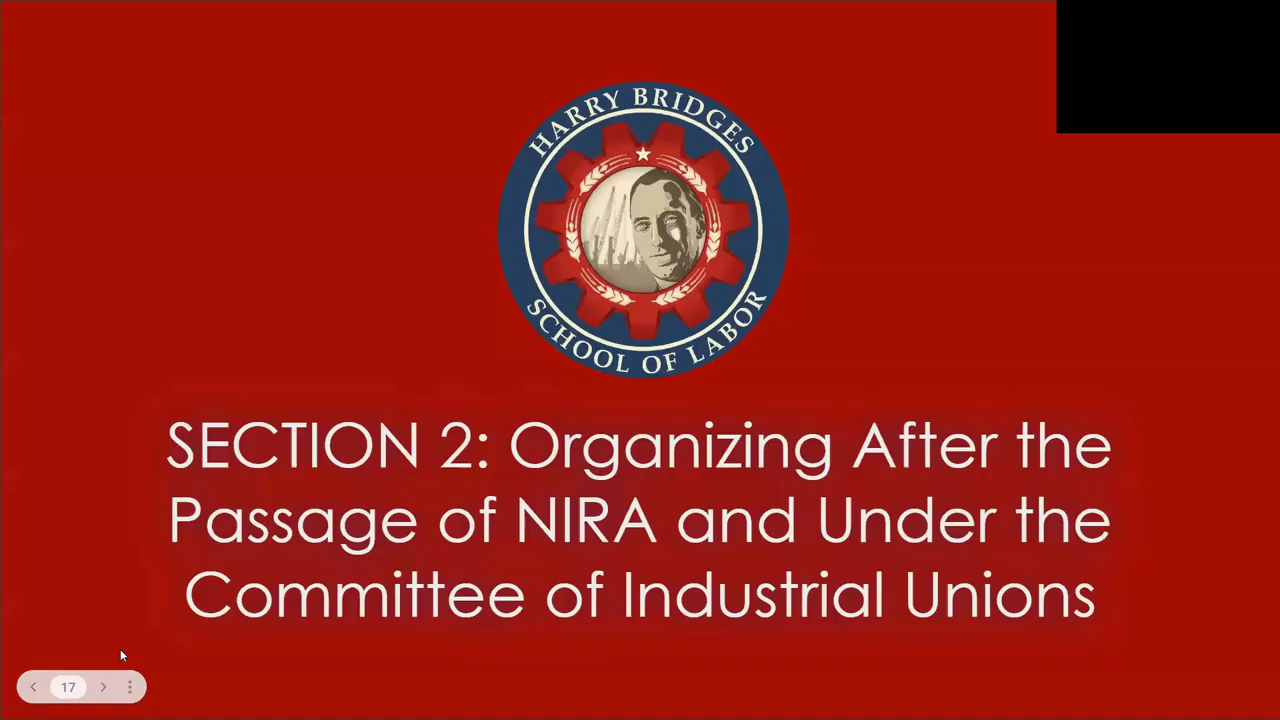 HARRY BRIDGES
SCHOOL OF LABOR
SECTION 2: Organizing After the
Passage of NIRA and Under the
Committee of Industrial Unions
17